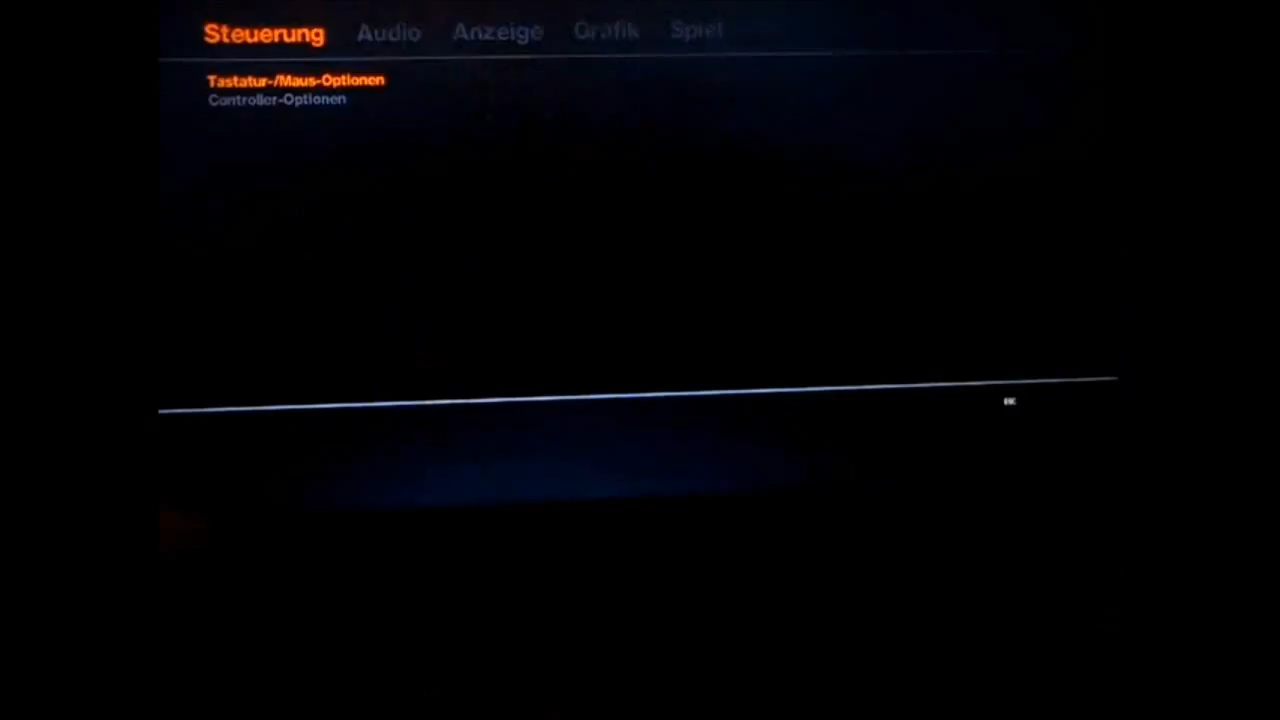 Steuerung Audio Anzeige Grafik Spiel
Tastatur-/Maus-Optionen
Controller-Optionen